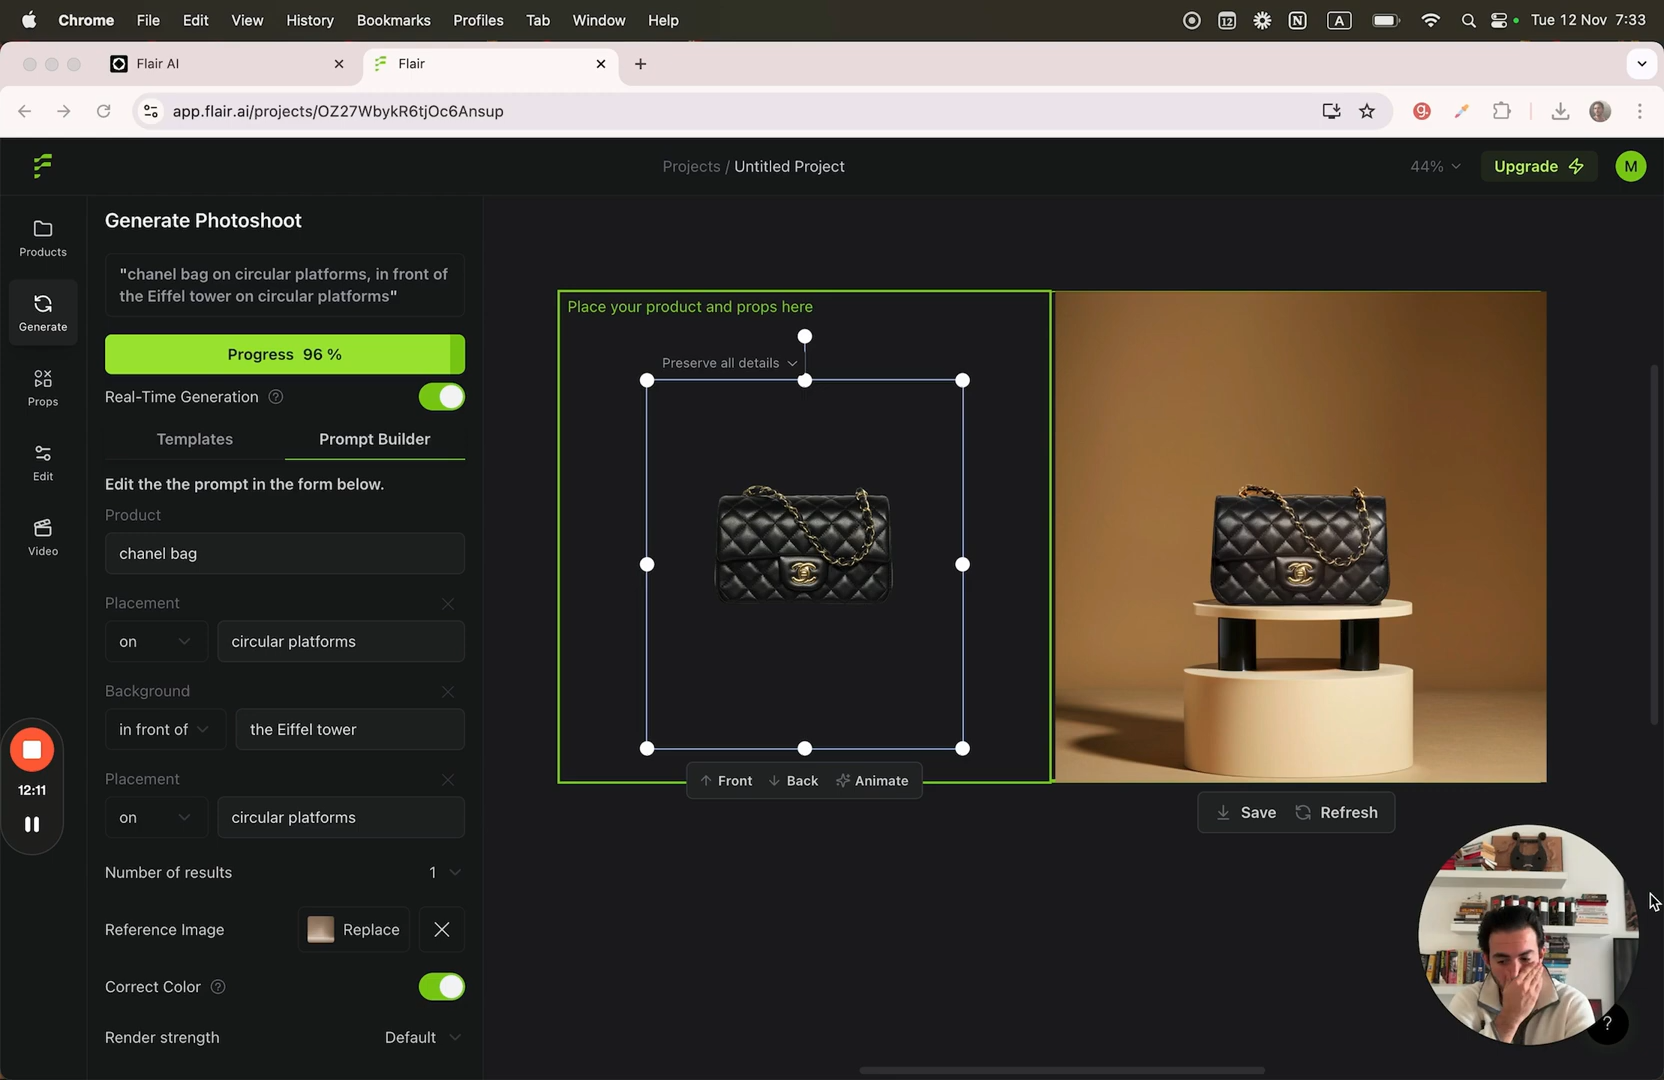 Chrome File Edit View History Bookmarks Profiles Tab Window Help
12 N A Tue 12 Nov 7:33
Flair AI
Flair
app.flair.ai/projects/OZ27WbykR6tjOc6Ansup
g
Projects / Untitled Project
44%
Upgrade
M
Products
Generate
Props
Edit
Video
12:11
Generate Photoshoot
"chanel bag on circular platforms, in front of
the Eiffel tower on circular platforms"
Progress 96 %
Real-Time Generation ?
Templates
Prompt Builder
Edit the the prompt in the form below.
Product
chanel bag
Placement
on circular platforms
Background
in front of the Eiffel tower
Placement
on circular platforms
Number of results 1
Reference Image Replace
Correct Color ?
Render strength Default
Place your product and props here
Preserve all details
Front Back Animate
Save Refresh
?